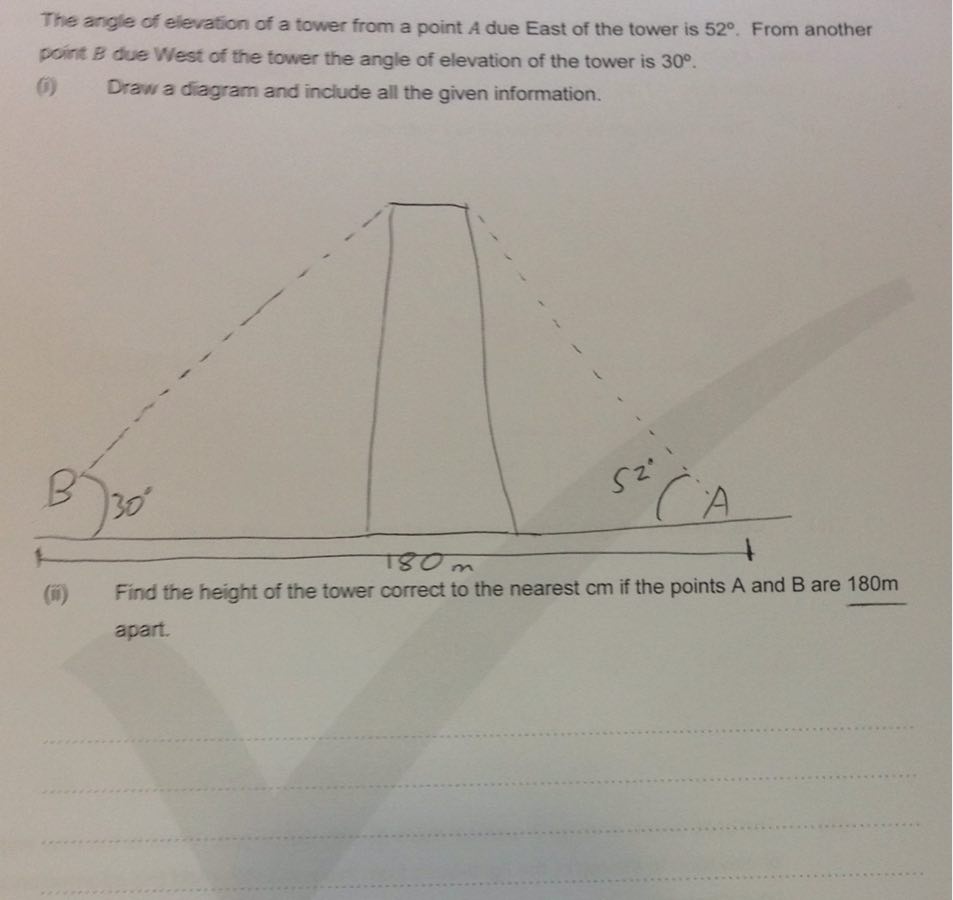 The angle of elevation of a tower from a point A due East of the tower is 52º. From another
point B due West of the tower the angle of elevation of the tower is 30º.
(i) Draw a diagram and include all the given information.
B 30° 52° A
180 m
(ii) Find the height of the tower correct to the nearest cm if the points A and B are 180m
apart.